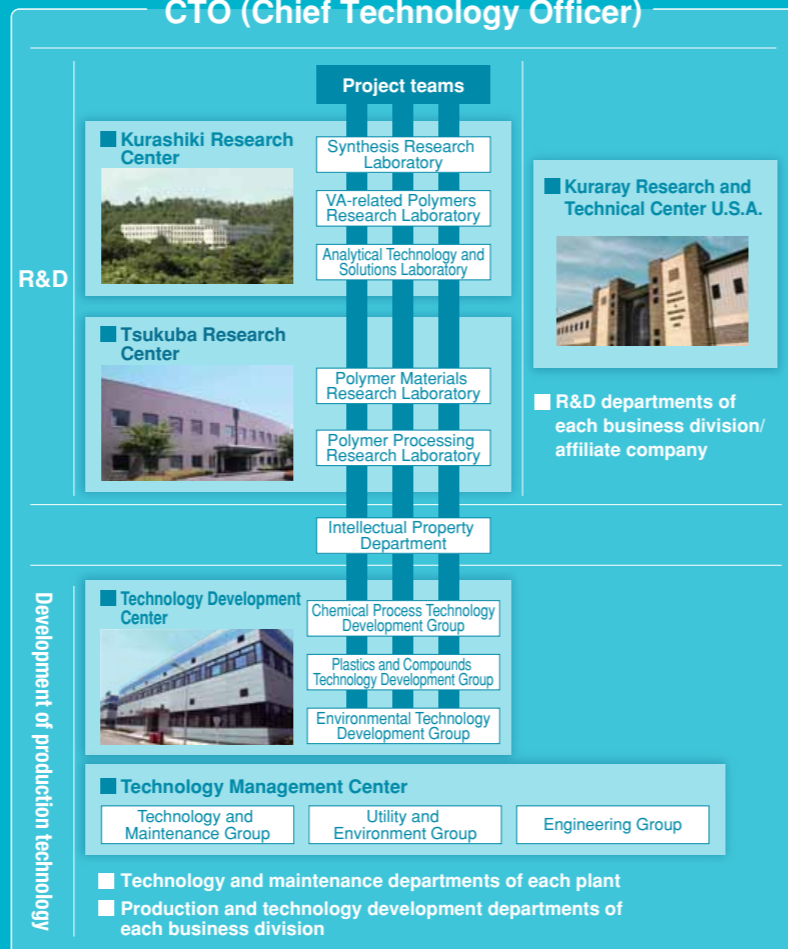 CTO (Chief Technology Officer)
R&D
Project teams
Kurashiki Research
Center
Synthesis Research
Laboratory
VA-related Polymers
Research Laboratory
Analytical Technology and
Solutions Laboratory
Tsukuba Research
Center
Polymer Materials
Research Laboratory
Polymer Processing
Research Laboratory
Kuraray Research and
Technical Center U.S.A.
R&D departments of
each business division/
affiliate company
Intellectual Property
Department
Development of production technology
Technology Development
Center
Chemical Process Technology
Development Group
Plastics and Compounds
Technology Development Group
Environmental Technology
Development Group
Technology Management Center
Technology and
Maintenance Group
Utility and
Environment Group
Engineering Group
Technology and maintenance departments of each plant
Production and technology development departments of
each business division